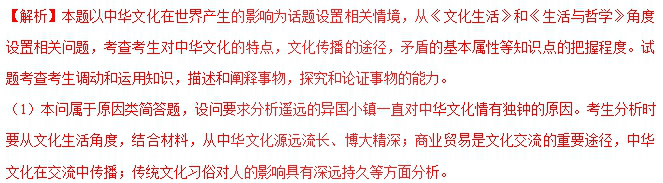 【解析】本题以中华文化在世界产生的影响为话题设置相关情境，从《文化生活》和《生活与哲学》角度
设置相关问题，考查考生对中华文化的特点，文化传播的途径，矛盾的基本属性等知识点的把握程度。试
题考查考生调动和运用知识，描述和阐释事物，探究和论证事物的能力。
（1）本问属于原因类简答题，设问要求分析遥远的异国小镇一直对中华文化情有独钟的原因。考生分析时
要从文化生活角度，结合材料，从中华文化源远流长、博大精深；商业贸易是文化交流的重要途径，中华
文化在交流中传播；传统文化习俗对人的影响具有深远持久等方面分析。